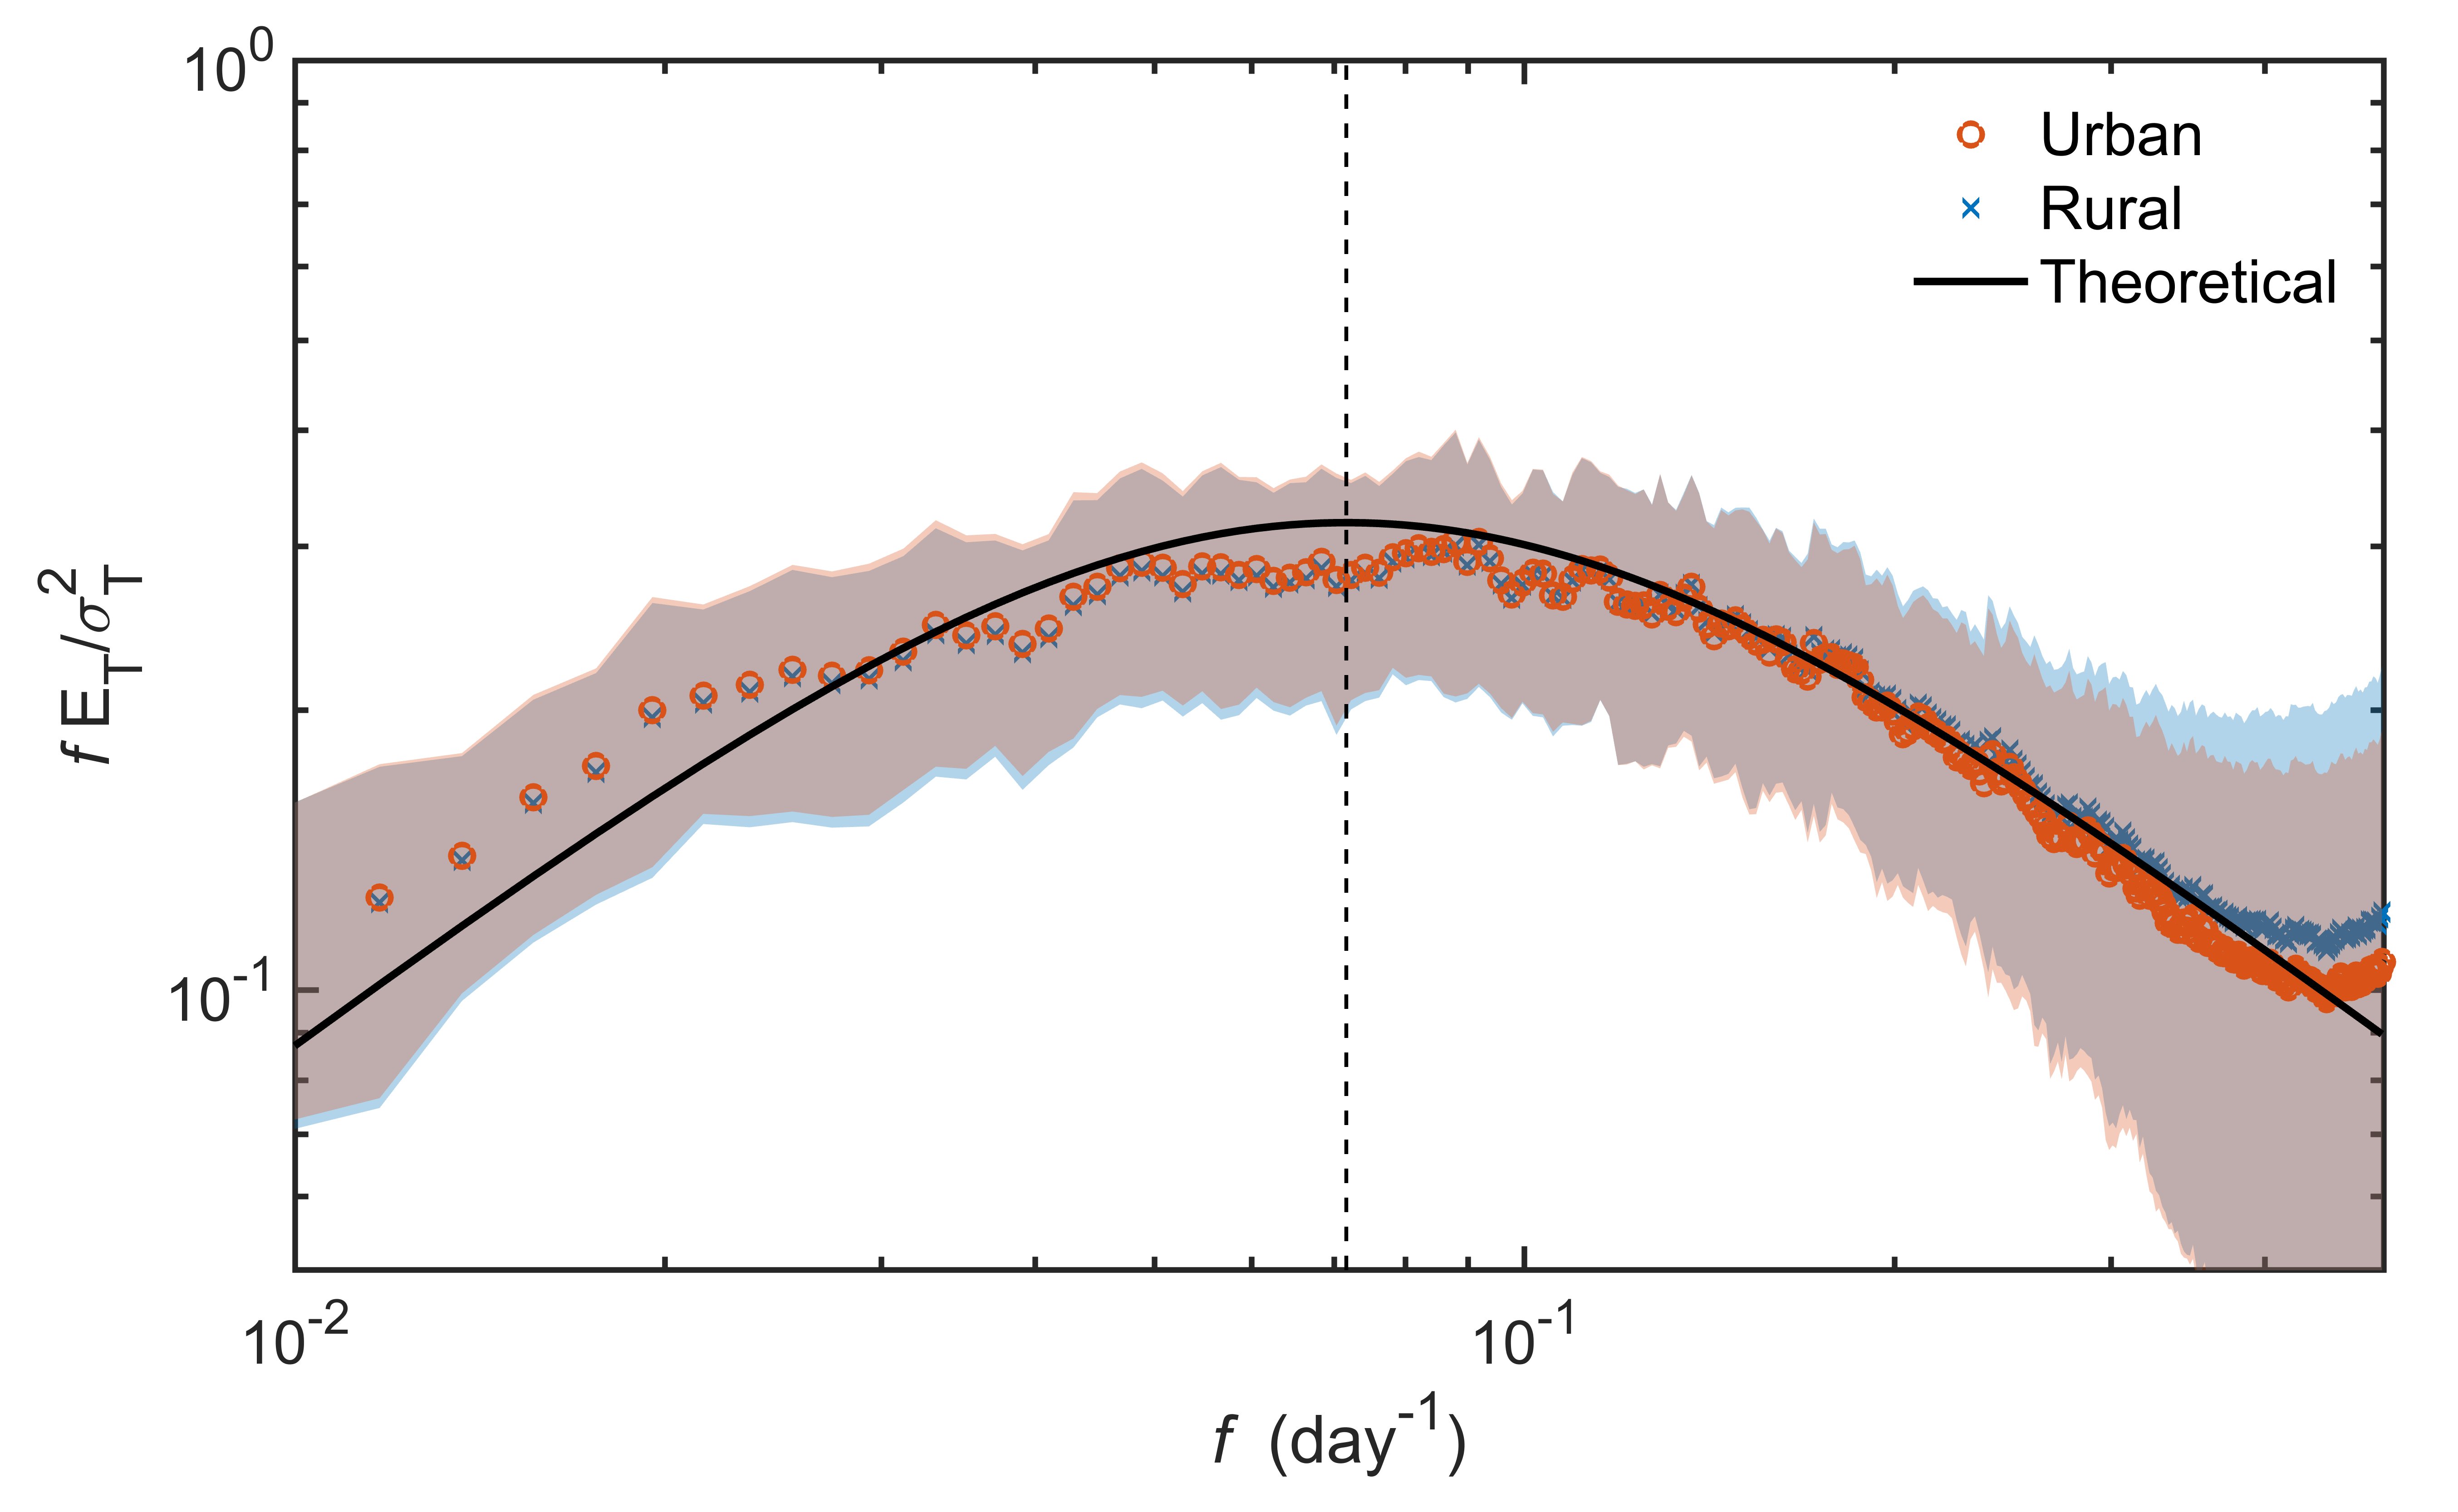 10^0
10^-1
f E_T/σ_T^2
Urban
Rural
Theoretical
10^-2
10^-1
f (day^-1)